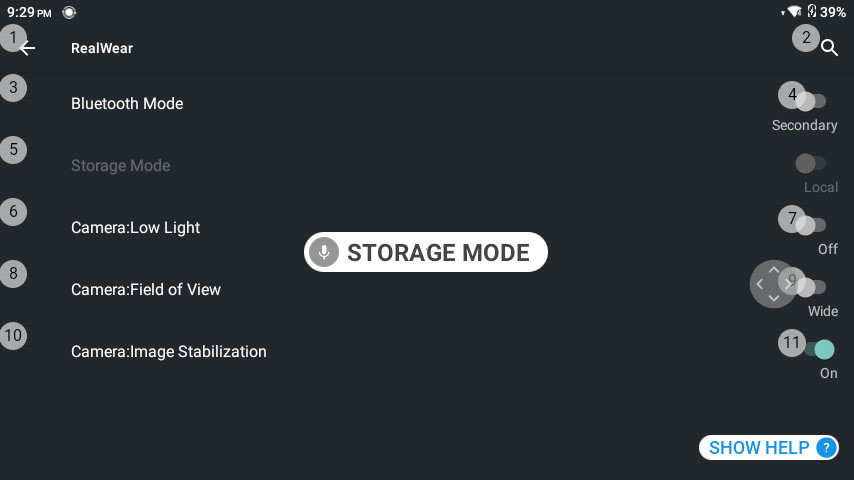 9:29 PM 39%
1 RealWear 2
3 Bluetooth Mode 4
Secondary
5 Storage Mode
Local
6 Camera:Low Light 7
Off
STORAGE MODE
8 Camera:Field of View 9
Wide
10 Camera:Image Stabilization 11
On
SHOW HELP ?